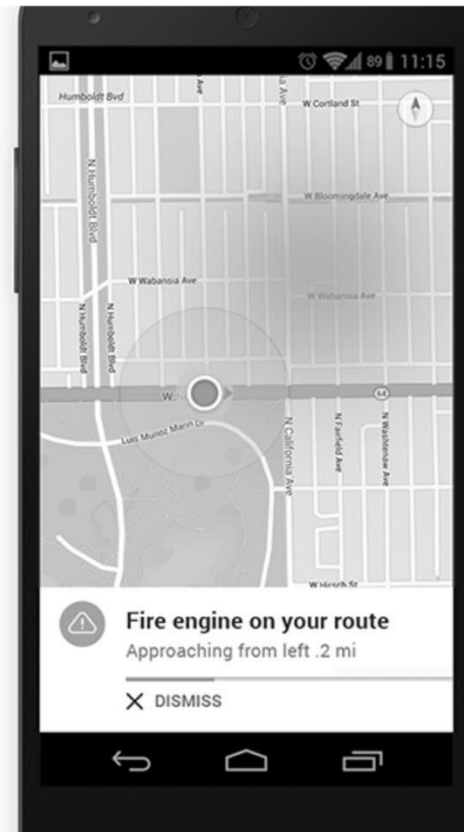 89 11:15
Humboldt Blvd
Ave
a Ave
W Cortland St
N Humboldt Blvd
W Bloomingdale Ave
W Wabansia Ave
W Wabansia Ave
N Humboldt Blvd
N Humboldt Blvd
W. N
64
Luis Munoz Marin Dr
N California Ave
N Fairfield Ave
N Washtenaw Ave
W Hirsch St
Fire engine on your route
Approaching from left .2 mi
DISMISS